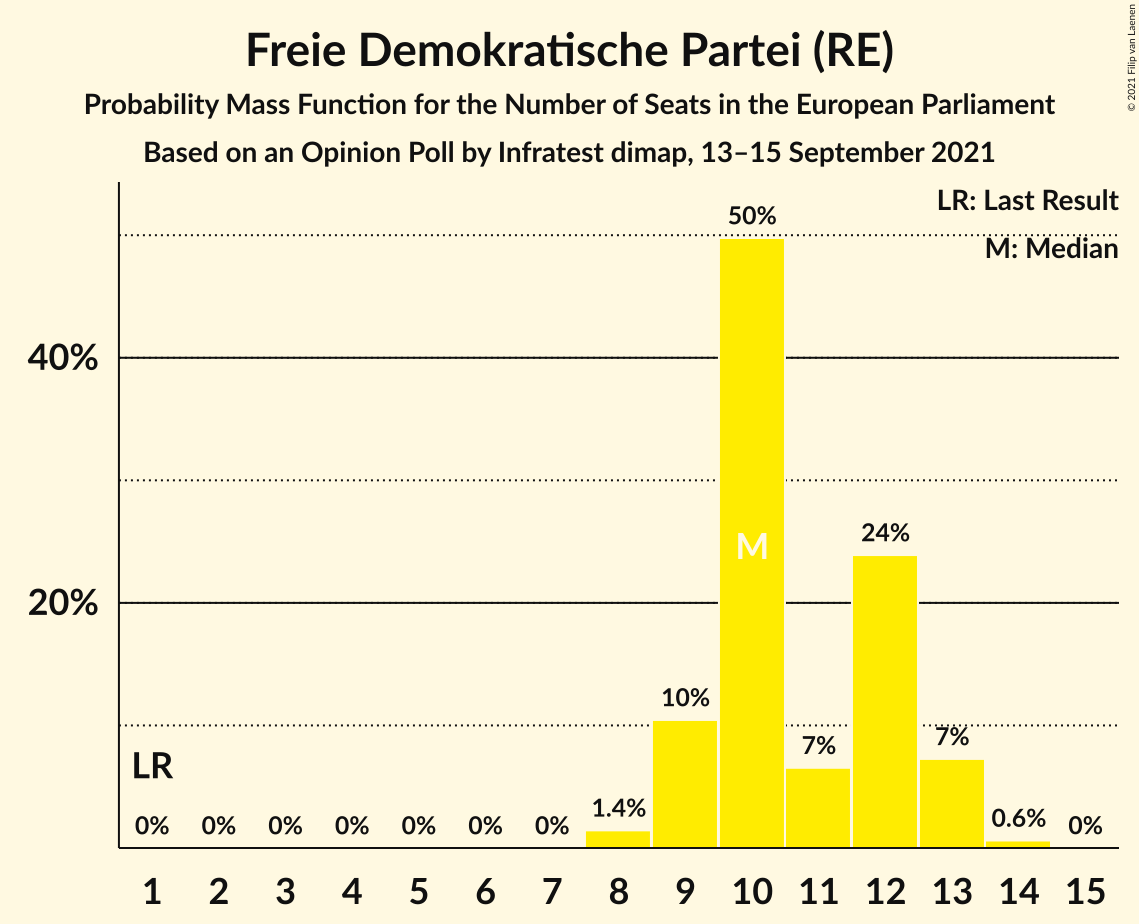 Freie Demokratische Partei (RE)
Probability Mass Function for the Number of Seats in the European Parliament
Based on an Opinion Poll by Infratest dimap, 13–15 September 2021
© 2021 Filip van Laenen
LR: Last Result
M: Median
50%
40%
M
24%
20%
10%
7%
7%
LR
1.4%
0.6%
0% 0% 0% 0% 0% 0% 0% 0%
1 2 3 4 5 6 7 8 9 10 11 12 13 14 15